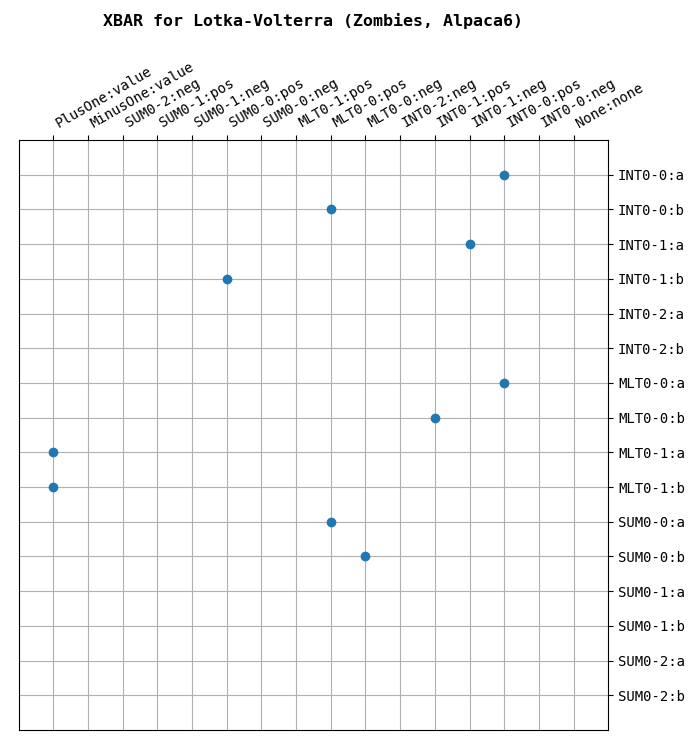 XBAR for Lotka-Volterra (Zombies, Alpaca6)
PlusOne:value
MinusOne:value
SUM0-2:neg
SUM0-1:pos
SUM0-1:neg
SUM0-0:pos
SUM0-0:neg
MLT0-1:pos
MLT0-0:pos
MLT0-0:neg
INT0-2:neg
INT0-1:pos
INT0-1:neg
INT0-0:pos
INT0-0:neg
None:none
INT0-0:a
INT0-0:b
INT0-1:a
INT0-1:b
INT0-2:a
INT0-2:b
MLT0-0:a
MLT0-0:b
MLT0-1:a
MLT0-1:b
SUM0-0:a
SUM0-0:b
SUM0-1:a
SUM0-1:b
SUM0-2:a
SUM0-2:b